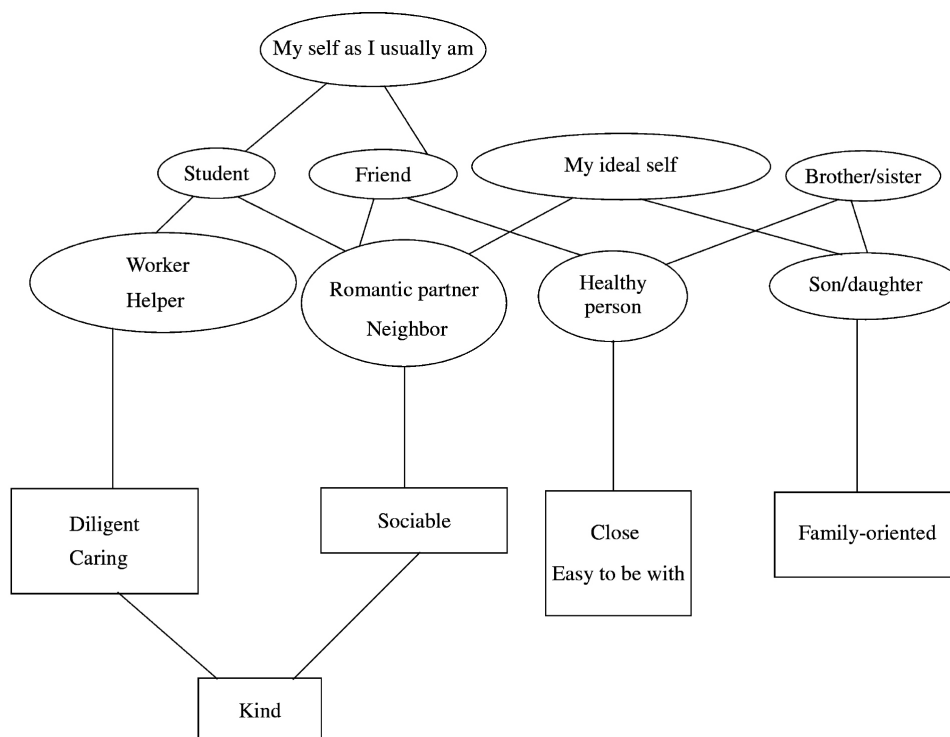 My self as I usually am
Student
Friend
My ideal self
Brother/sister
Worker
Helper
Romantic partner
Neighbor
Healthy
person
Son/daughter
Diligent
Caring
Sociable
Close
Easy to be with
Family-oriented
Kind